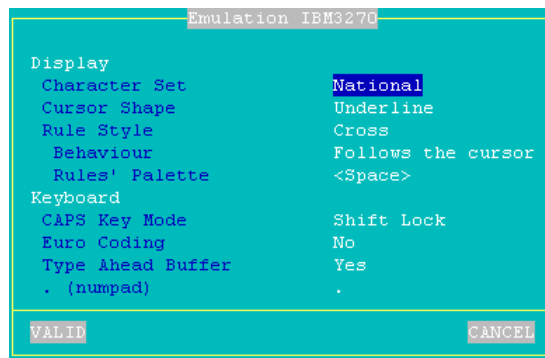 Emulation IBM3270
Display
Character Set National
Cursor Shape Underline
Rule Style Cross
Behaviour Follows the cursor
Rules' Palette <Space>
Keyboard
CAPS Key Mode Shift Lock
Euro Coding No
Type Ahead Buffer Yes
. (numpad) .
VALID CANCEL